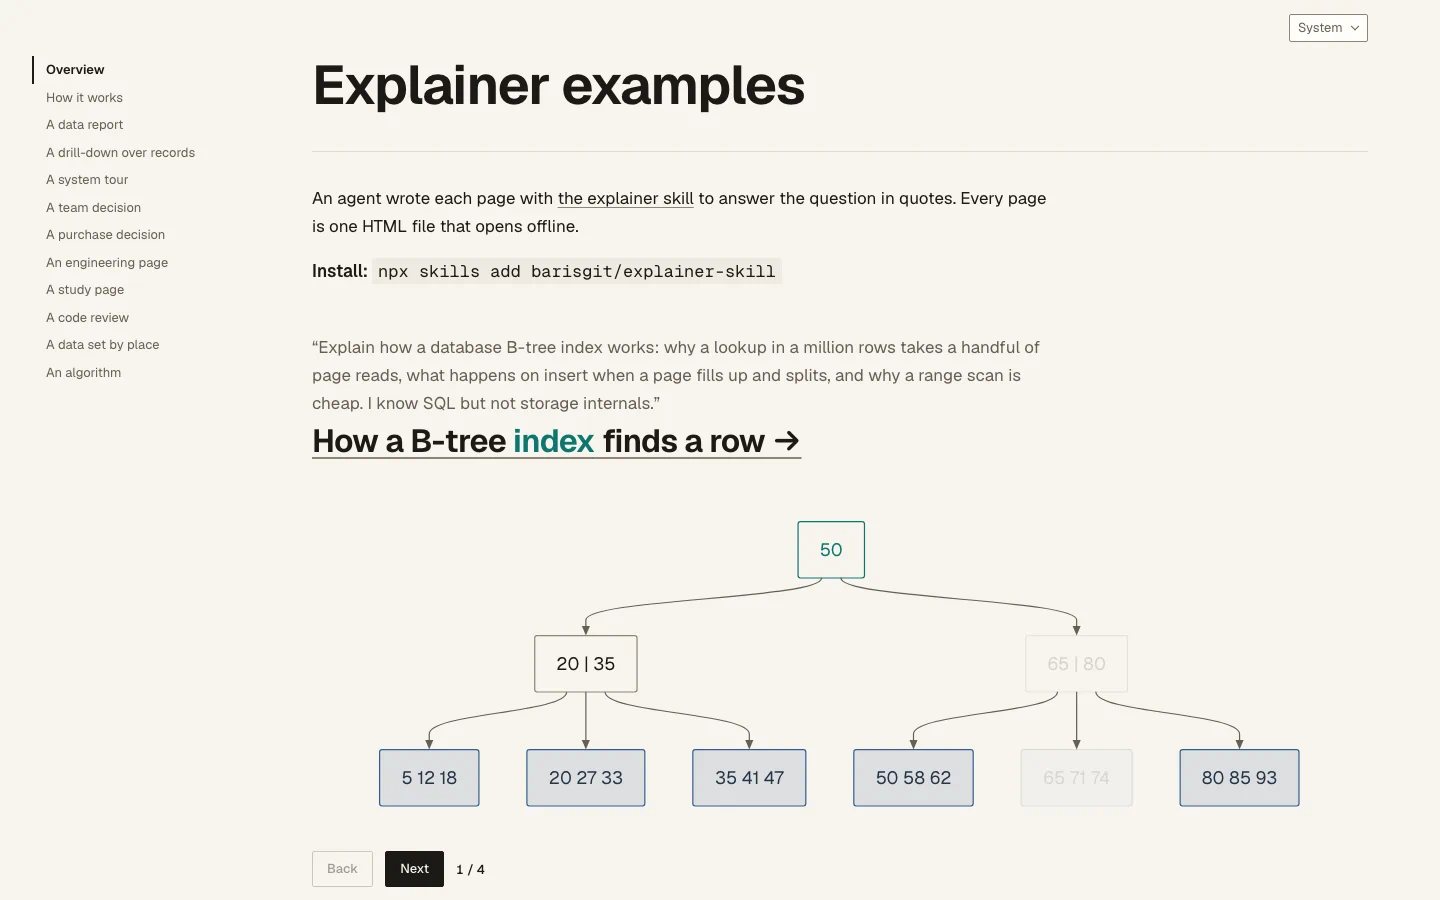 System
Overview
How it works
A data report
A drill-down over records
A system tour
A team decision
A purchase decision
An engineering page
A study page
A code review
A data set by place
An algorithm
Explainer examples
An agent wrote each page with the explainer skill to answer the question in quotes. Every page
is one HTML file that opens offline.
Install: npx skills add barisgit/explainer-skill
“Explain how a database B-tree index works: why a lookup in a million rows takes a handful of
page reads, what happens on insert when a page fills up and splits, and why a range scan is
cheap. I know SQL but not storage internals.”
How a B-tree index finds a row →
50
20 | 35
65 | 80
5 12 18
20 27 33
35 41 47
50 58 62
65 71 74
80 85 93
Back
Next
1 / 4